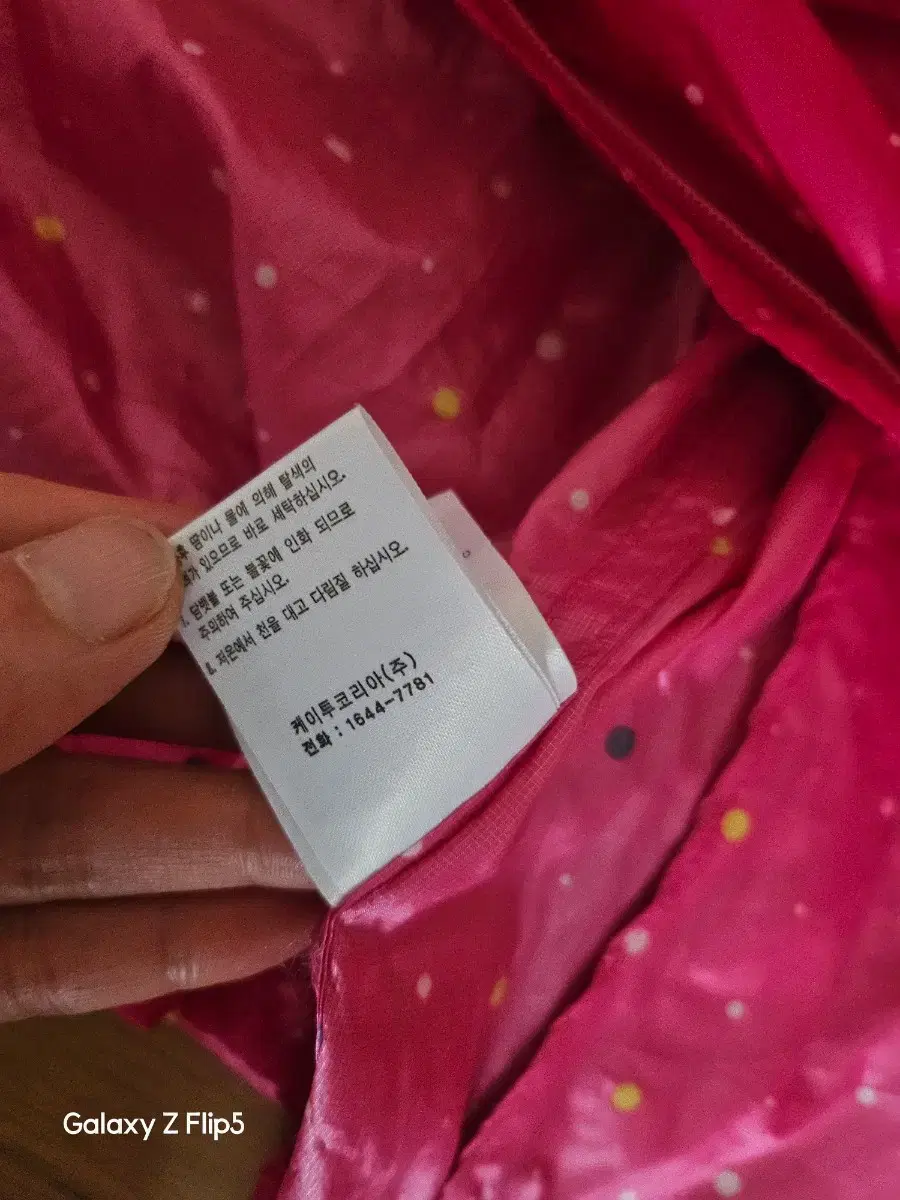 후 땀이나 물에 의해 탈색의
가 있으므로 바로 세탁하십시오.
담뱃불 또는 불꽃에 인화 되므로
주의하여 주십시오.
8. 저온에서 천을 대고 다림질 하십시오.
케이투코리아(주)
전화 : 1644-7781
Galaxy Z Flip5